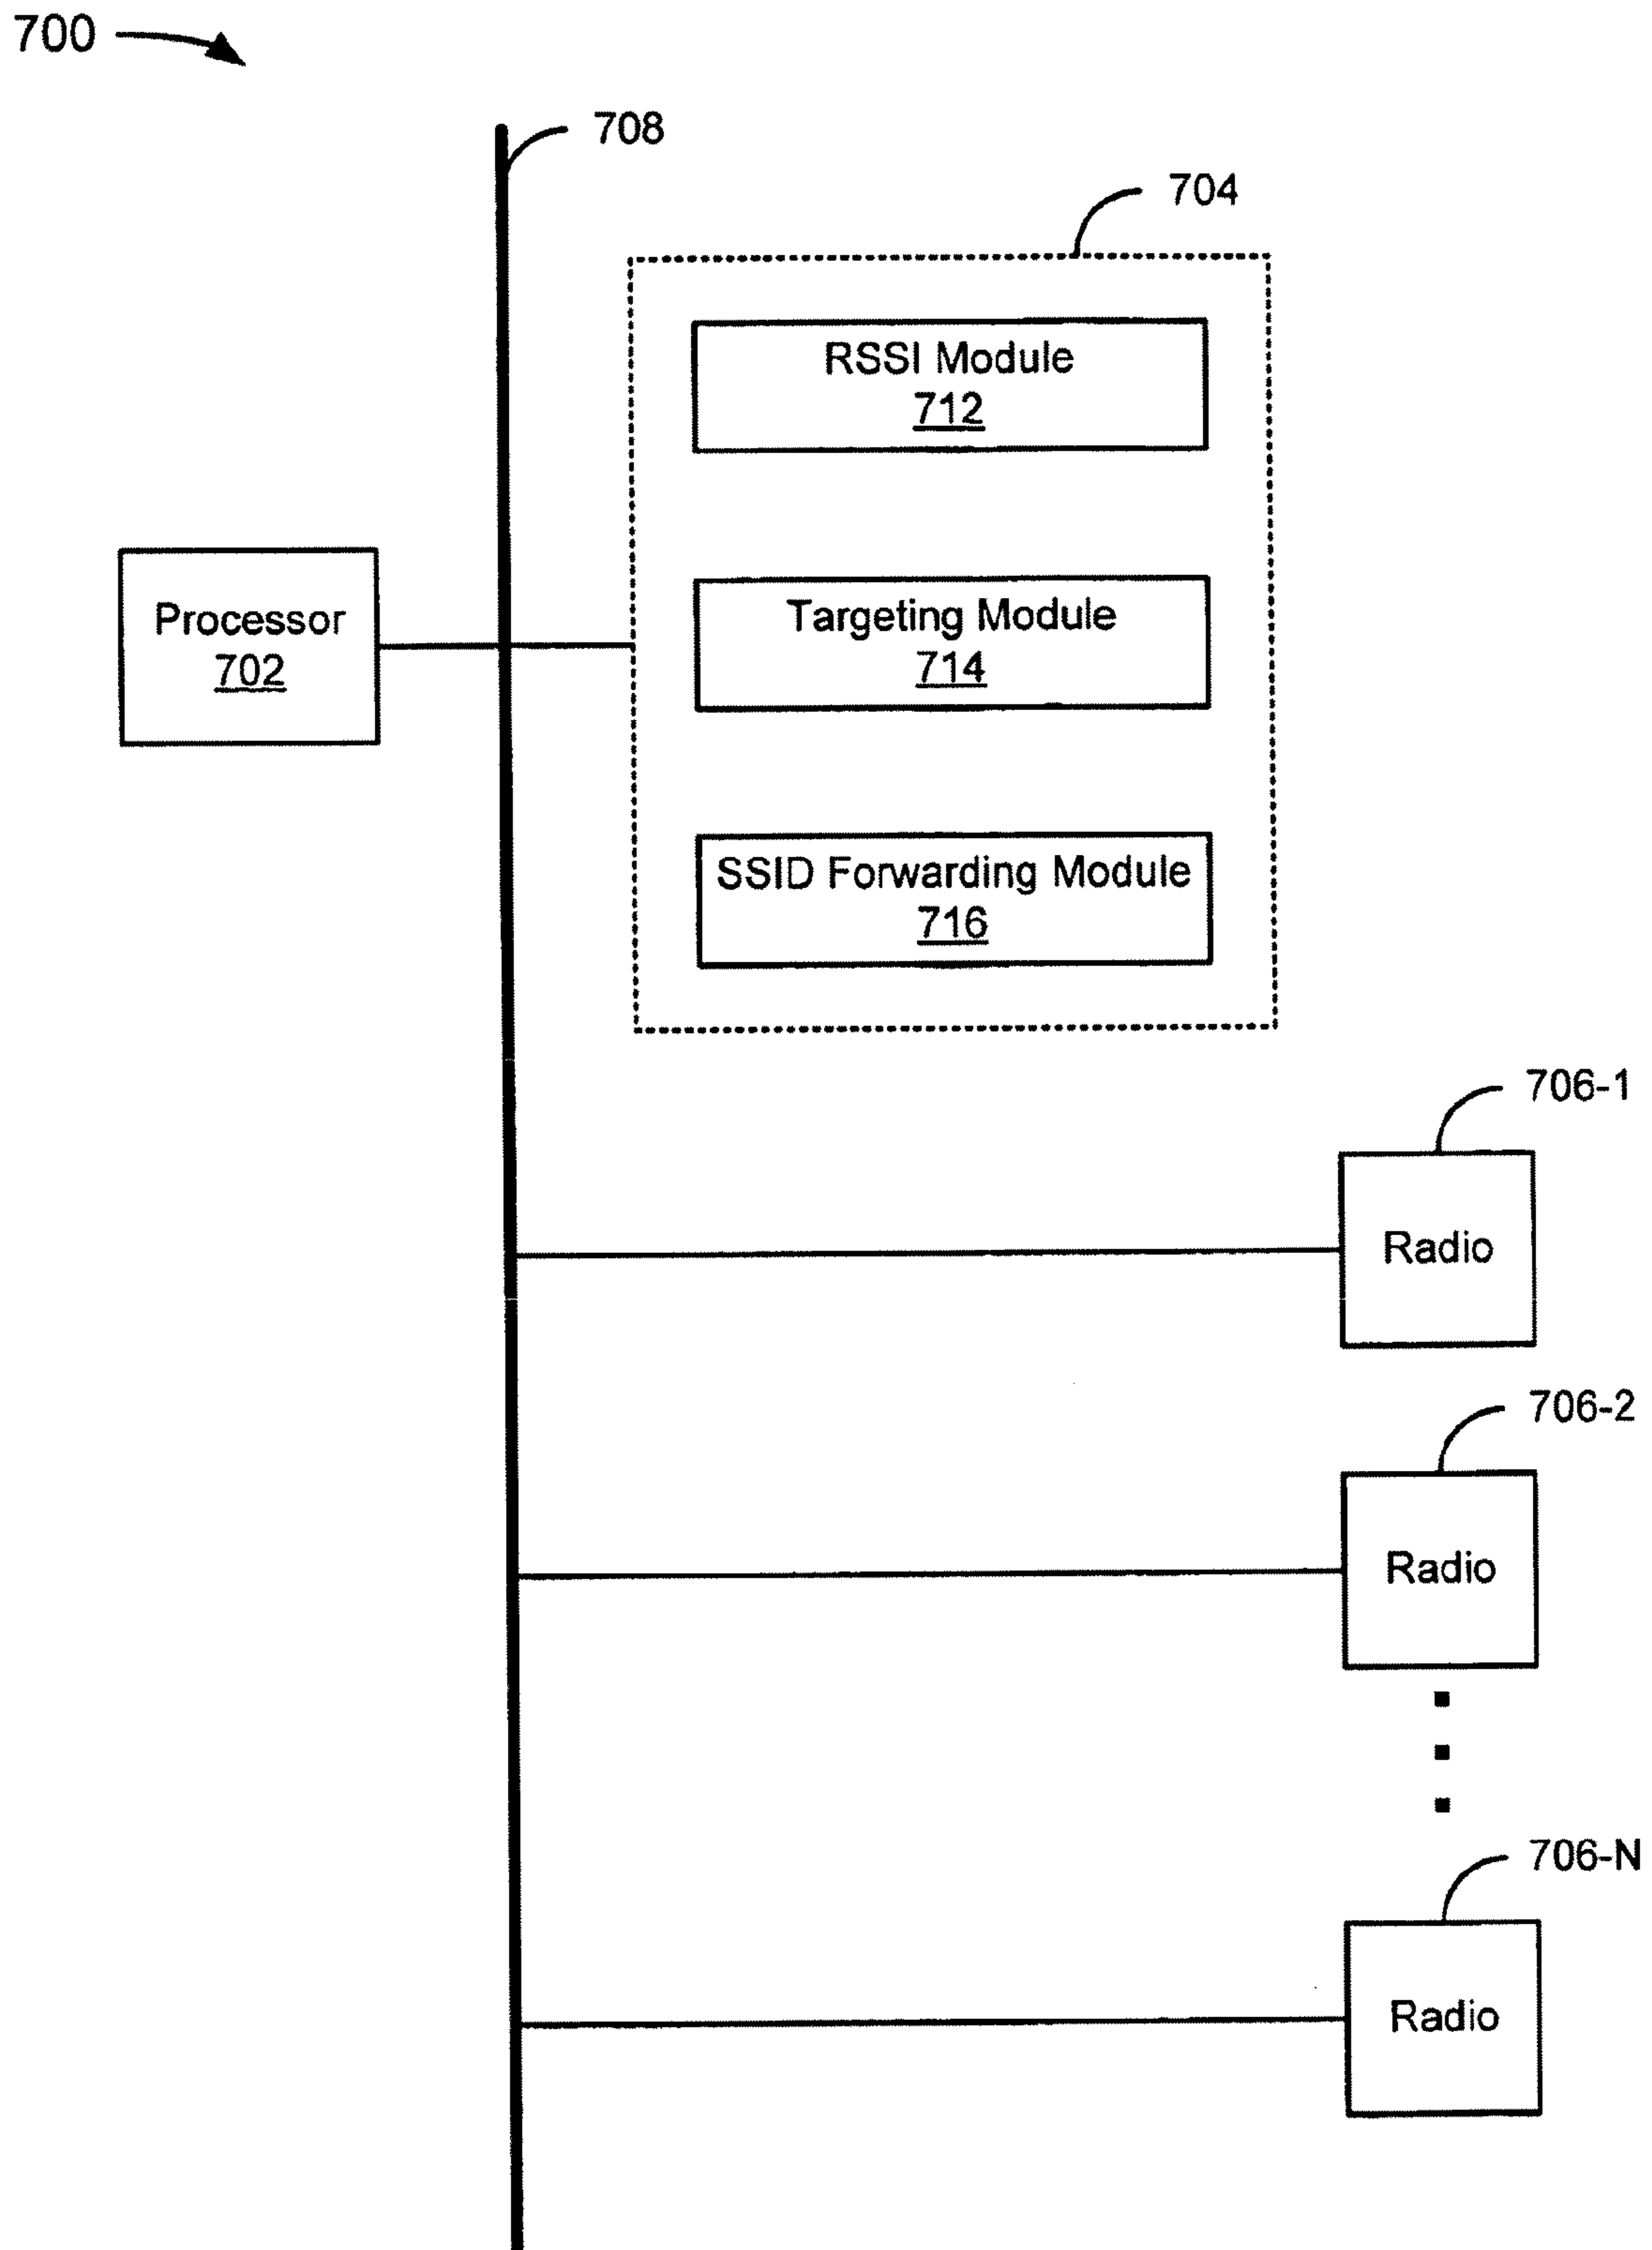 700
708
704
RSSI Module
712
Processor
702
Targeting Module
714
SSID Forwarding Module
716
706-1
Radio
706-2
Radio
706-N
Radio